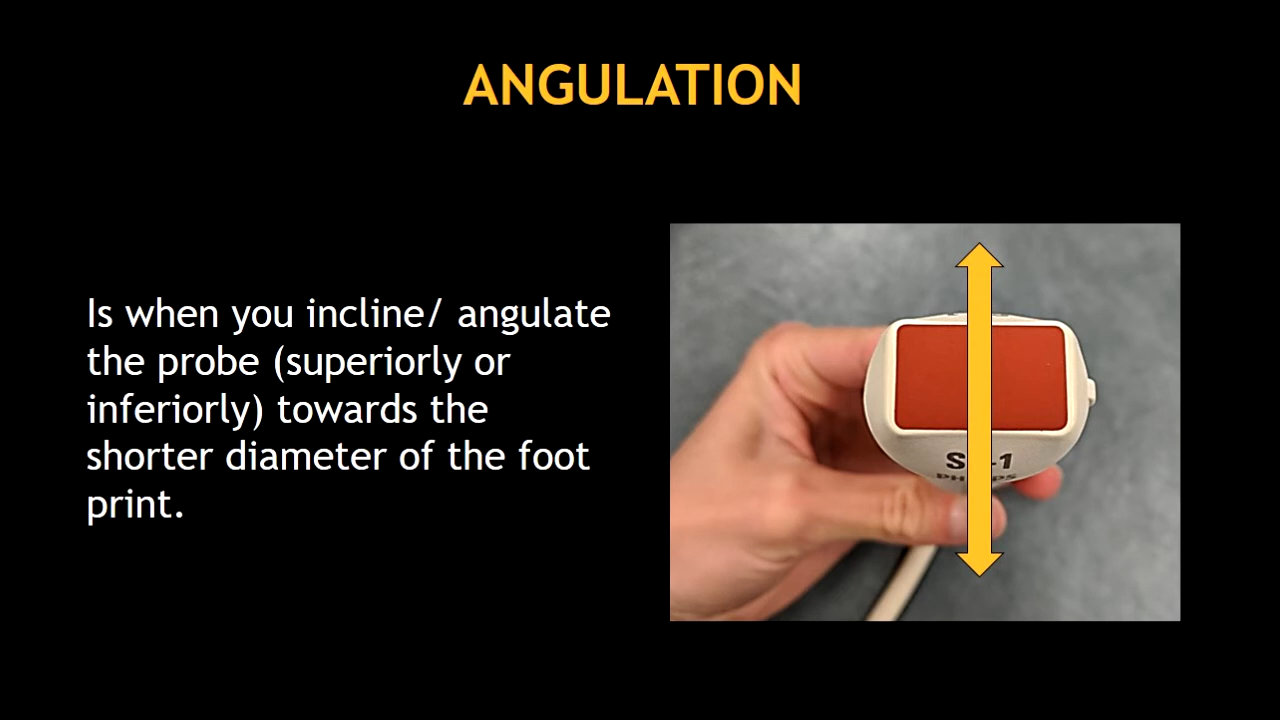 ANGULATION
Is when you incline/ angulate
the probe (superiorly or
inferiorly) towards the
shorter diameter of the foot
print.